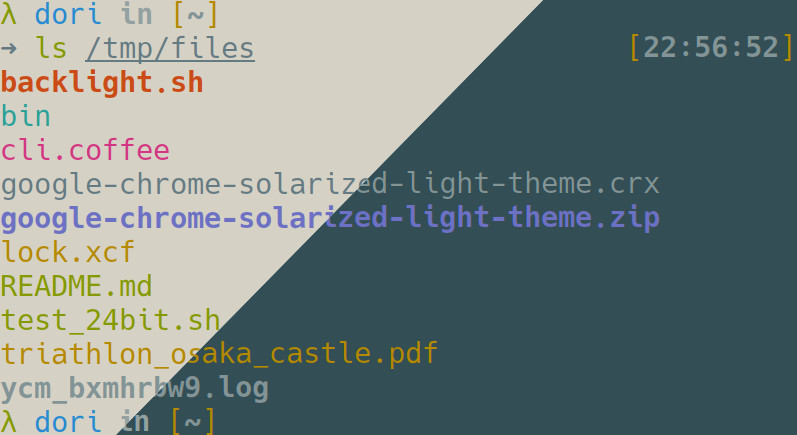 λ dori in [~]
➜ ls /tmp/files [22:56:52]
backlight.sh
bin
cli.coffee
google-chrome-solarized-light-theme.crx
google-chrome-solarized-light-theme.zip
lock.xcf
README.md
test_24bit.sh
triathlon_osaka_castle.pdf
ycm_bxmhrbw9.log
λ dori in [~]